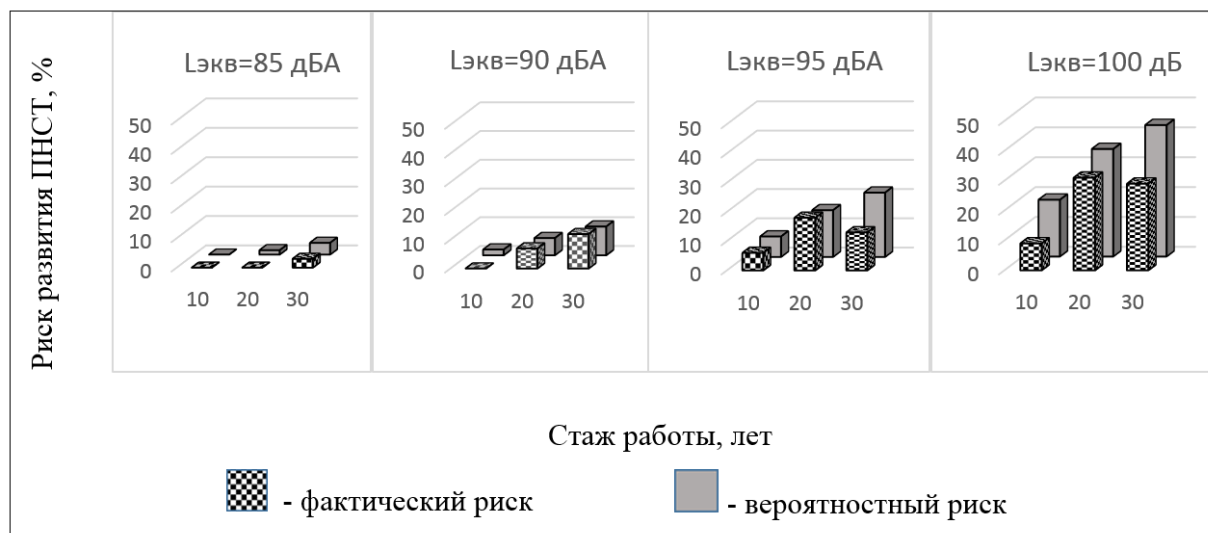 Риск развития ПНСТ, %
Lэкв=85 дБА
50
40
30
20
10
0
10 20 30
Lэкв=90 дБА
50
40
30
20
10
0
10 20 30
Lэкв=95 дБА
50
40
30
20
10
0
10 20 30
Lэкв=100 дБ
50
40
30
20
10
0
10 20 30
Стаж работы, лет
- фактический риск
- вероятностный риск